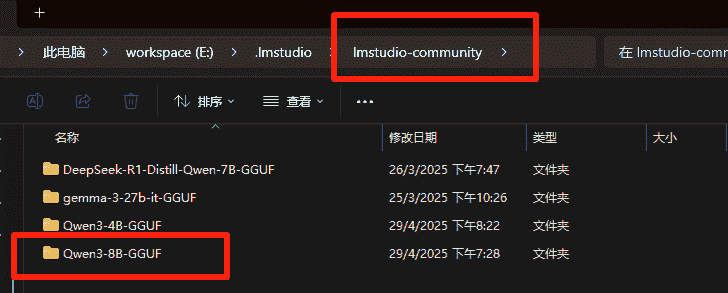 此电脑 > workspace (E:) > .lmstudio > lmstudio-community >
在 lmstudio-comm
排序 查看
名称 修改日期 类型 大小
DeepSeek-R1-Distill-Qwen-7B-GGUF 26/3/2025 下午7:47 文件夹
gemma-3-27b-it-GGUF 25/3/2025 下午10:26 文件夹
Qwen3-4B-GGUF 29/4/2025 下午8:22 文件夹
Qwen3-8B-GGUF 29/4/2025 下午7:28 文件夹